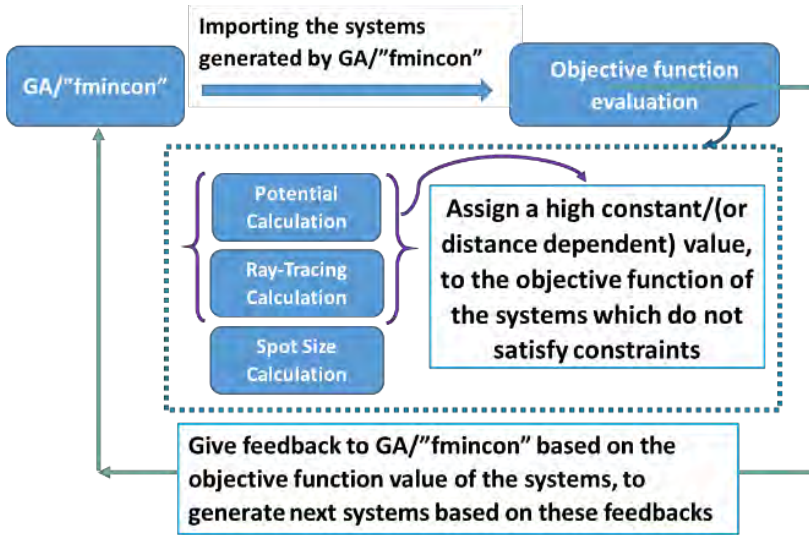 Importing the systems
generated by GA/"fmincon"
GA/"fmincon"
Objective function
evaluation
Potential
Calculation
Ray-Tracing
Calculation
Spot Size
Calculation
Assign a high constant/(or
distance dependent) value,
to the objective function of
the systems which do not
satisfy constraints
Give feedback to GA/"fmincon" based on the
objective function value of the systems, to
generate next systems based on these feedbacks